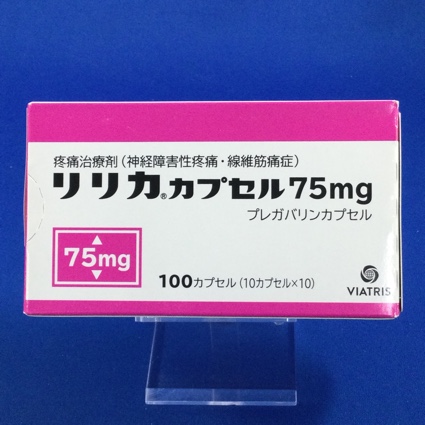 疼痛治療剤(神経障害性疼痛・線維筋痛症)
リリカ®カプセル75mg
プレガバリンカプセル
75mg
100カプセル(10カプセル×10)
VIATRIS